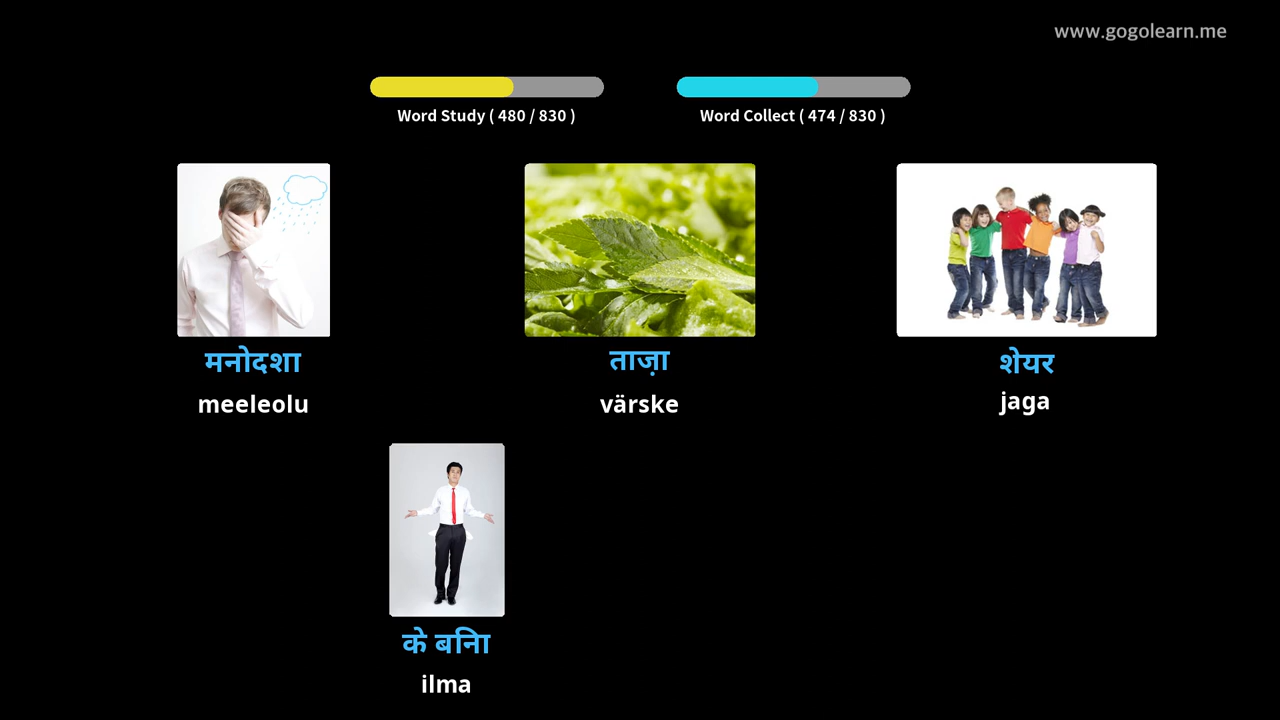 www.gogolearn.me
Word Study ( 480 / 830 )
Word Collect ( 474 / 830 )
मनोदशा
meeleolu
ताज़ा
värske
शेयर
jaga
के बिना
ilma